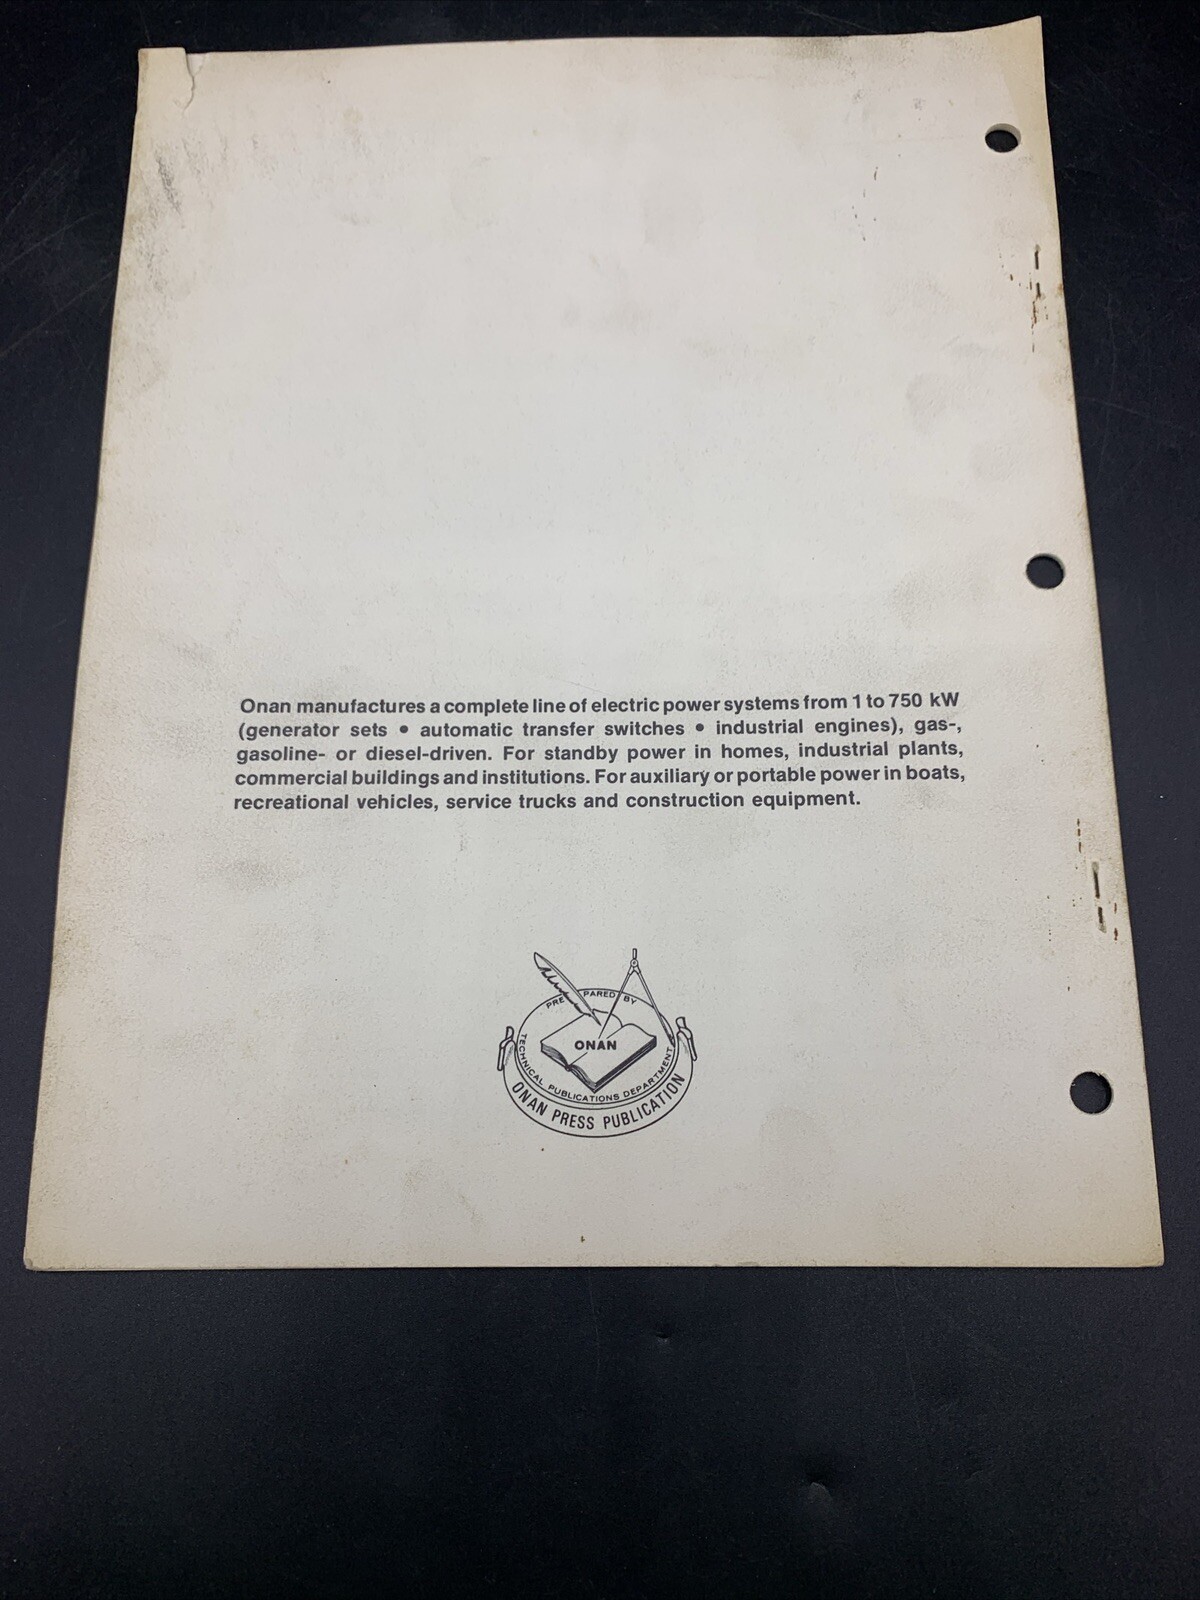 Onan manufactures a complete line of electric power systems from 1 to 750 kW
(generator sets • automatic transfer switches • industrial engines), gas-,
gasoline- or diesel-driven. For standby power in homes, industrial plants,
commercial buildings and institutions. For auxiliary or portable power in boats,
recreational vehicles, service trucks and construction equipment.
PREPARED BY
ONAN
TECHNICAL PUBLICATIONS DEPARTMENT
ONAN PRESS PUBLICATION